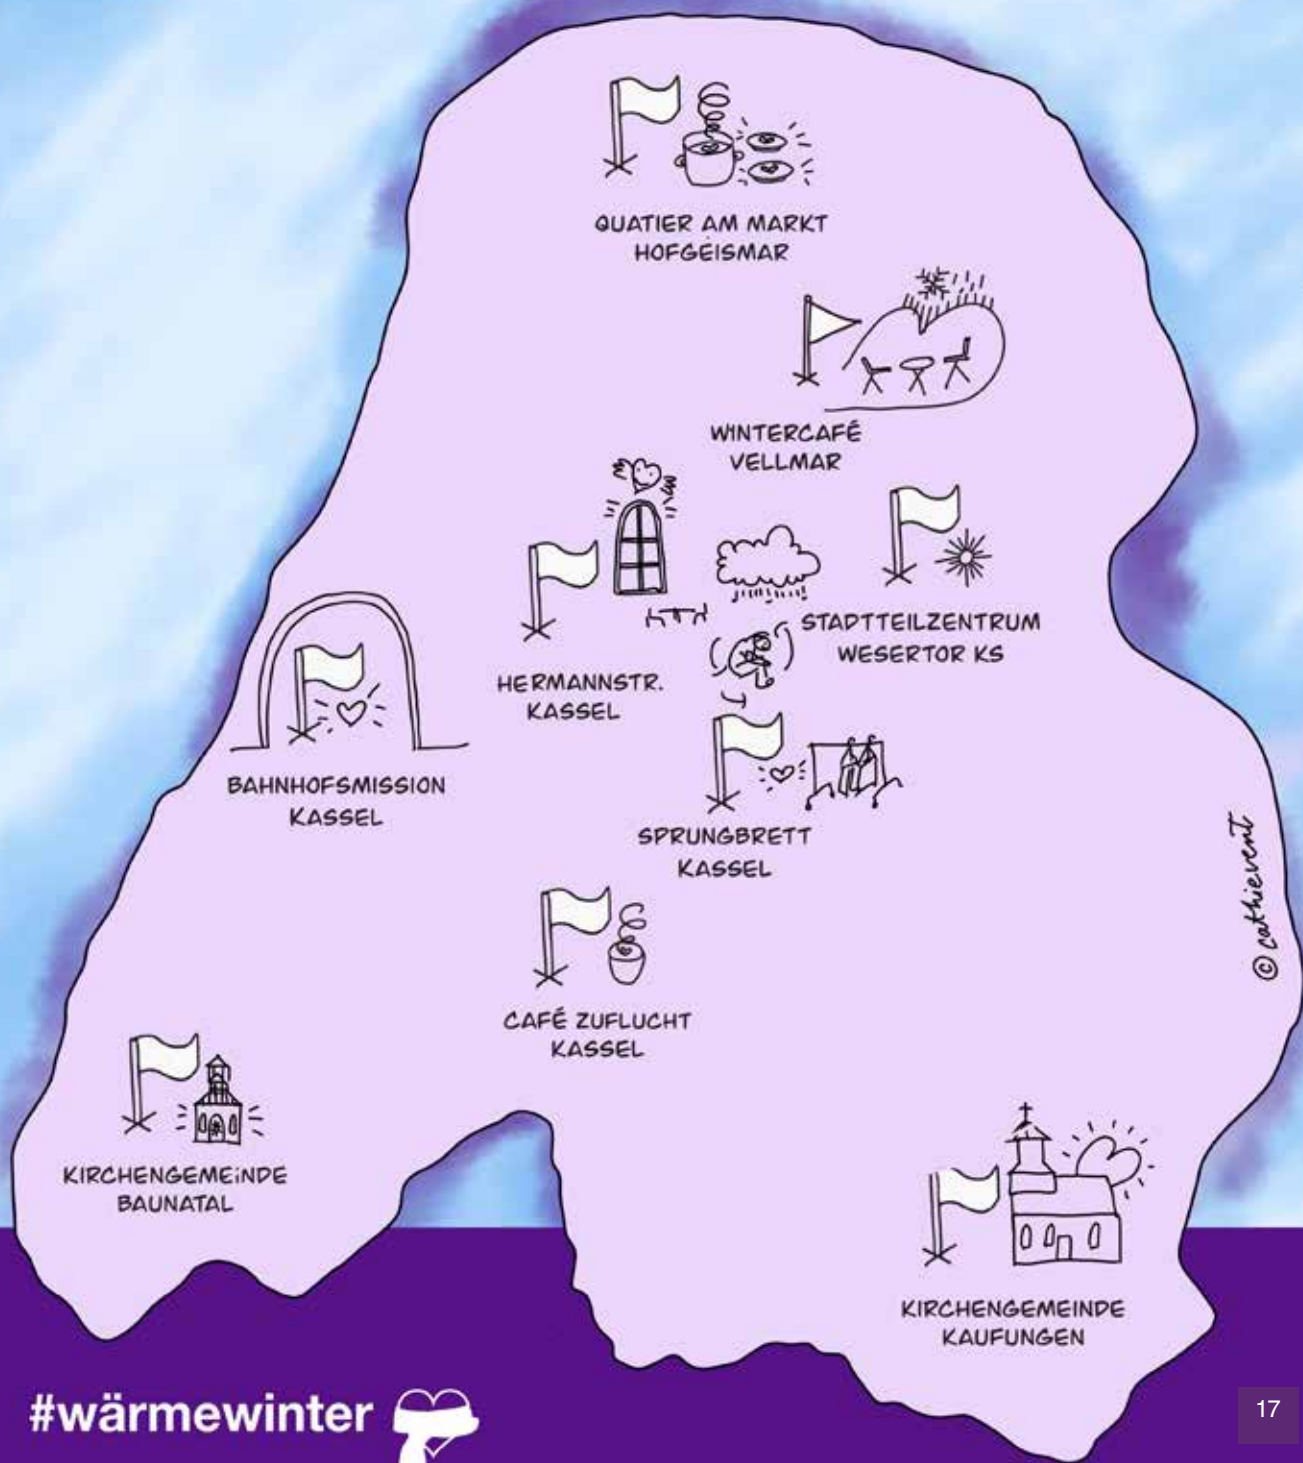 QUATIER AM MARKT
HOFGEISMAR
WINTERCAFÉ
VELLMAR
STADTTEILZENTRUM
WESERTOR KS
HERMANNSTR.
KASSEL
BAHNHOFSMISSION
KASSEL
SPRUNGBRETT
KASSEL
© cathievent
CAFÉ ZUFLUCHT
KASSEL
KIRCHENGEMEINDE
BAUNATAL
KIRCHENGEMEINDE
KAUFUNGEN
#wärmewinter
17